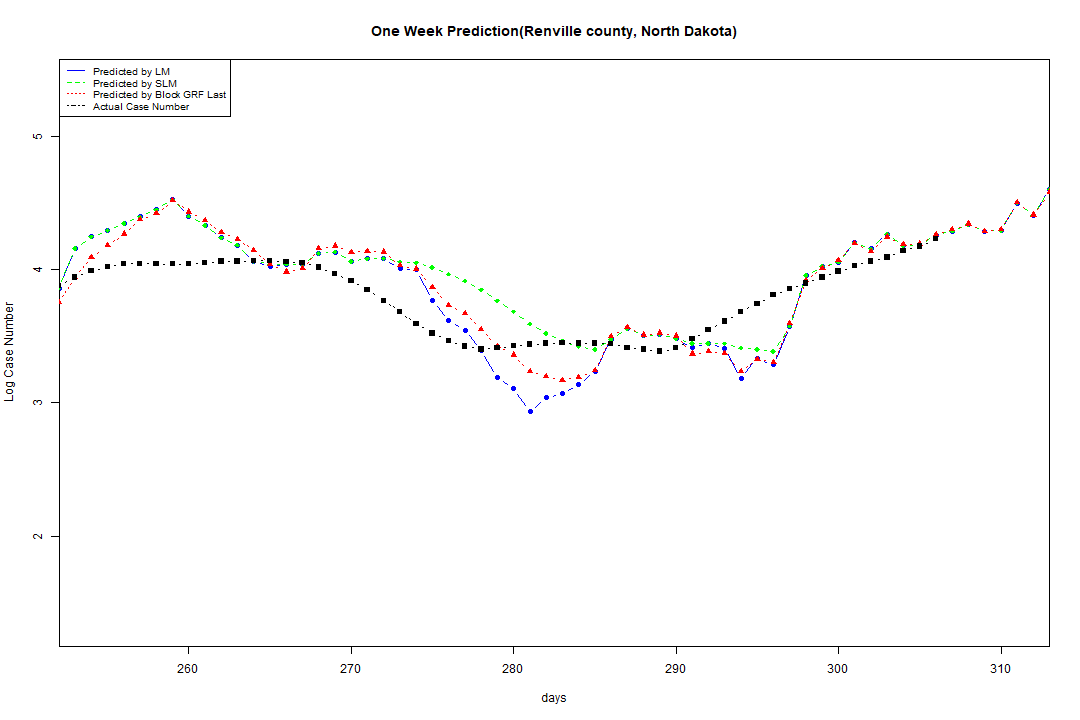 One Week Prediction(Renville county, North Dakota)
Predicted by LM
Predicted by SLM
Predicted by Block GRF Last
Actual Case Number
5
4
3
2
Log Case Number
260 270 280 290 300 310
days